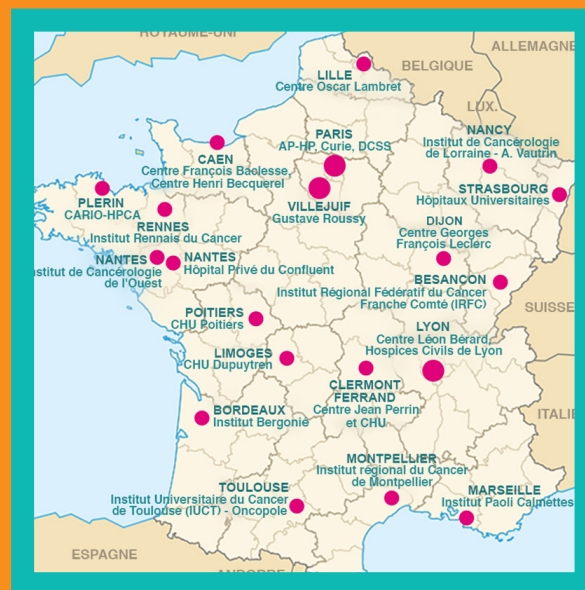 ROYAUME-UNI
ALLEMAGNE
BELGIQUE
LILLE
Centre Oscar Lambret
LUX.
PARIS
AP-HP, Curie, DCSS
NANCY
Institut de Cancérologie
de Lorraine - A. Vautrin
CAEN
Centre François Baclesse,
Centre Henri Becquerel
STRASBOURG
Hôpitaux Universitaires
PLERIN
CARIO-HPCA
VILLEJUIF
Gustave Roussy
RENNES
Institut Rennais du Cancer
DIJON
Centre Georges
François Leclerc
NANTES
Institut de Cancérologie
de l'Ouest
NANTES
Hôpital Privé du Confluent
BESANÇON
Institut Régional Fédératif du Cancer
Franche Comté (IRFC)
SUISSE
POITIERS
CHU Poitiers
LYON
Centre Léon Bérard,
Hospices Civils de Lyon
LIMOGES
CHU Dupuytren
CLERMONT
FERRAND
Centre Jean Perrin
et CHU
BORDEAUX
Institut Bergonié
ITALIE
MONTPELLIER
Institut régional du Cancer
de Montpellier
TOULOUSE
Institut Universitaire du Cancer
de Toulouse (IUCT) - Oncopole
MARSEILLE
Institut Paoli Calmettes
ESPAGNE
ANDORRE